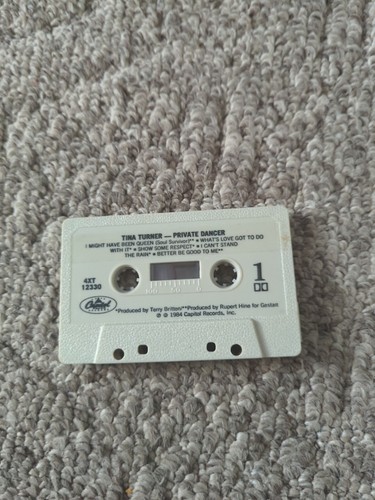 TINA TURNER — PRIVATE DANCER
I MIGHT HAVE BEEN QUEEN (Soul Survivor)** • WHAT'S LOVE GOT TO DO
WITH IT* • SHOW SOME RESPECT* • I CAN'T STAND
THE RAIN* • BETTER BE GOOD TO ME**
4XT
12330
1
Capitol
*Produced by Terry Britten **Produced by Rupert Hine for Gestalt
℗ © 1984 Capitol Records, Inc.